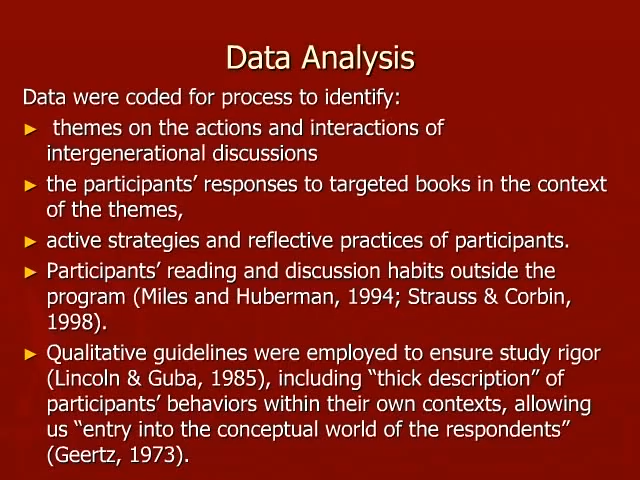 Data Analysis
Data were coded for process to identify:
► themes on the actions and interactions of
intergenerational discussions
► the participants’ responses to targeted books in the context
of the themes,
► active strategies and reflective practices of participants.
► Participants’ reading and discussion habits outside the
program (Miles and Huberman, 1994; Strauss & Corbin,
1998).
► Qualitative guidelines were employed to ensure study rigor
(Lincoln & Guba, 1985), including “thick description” of
participants’ behaviors within their own contexts, allowing
us “entry into the conceptual world of the respondents”
(Geertz, 1973).